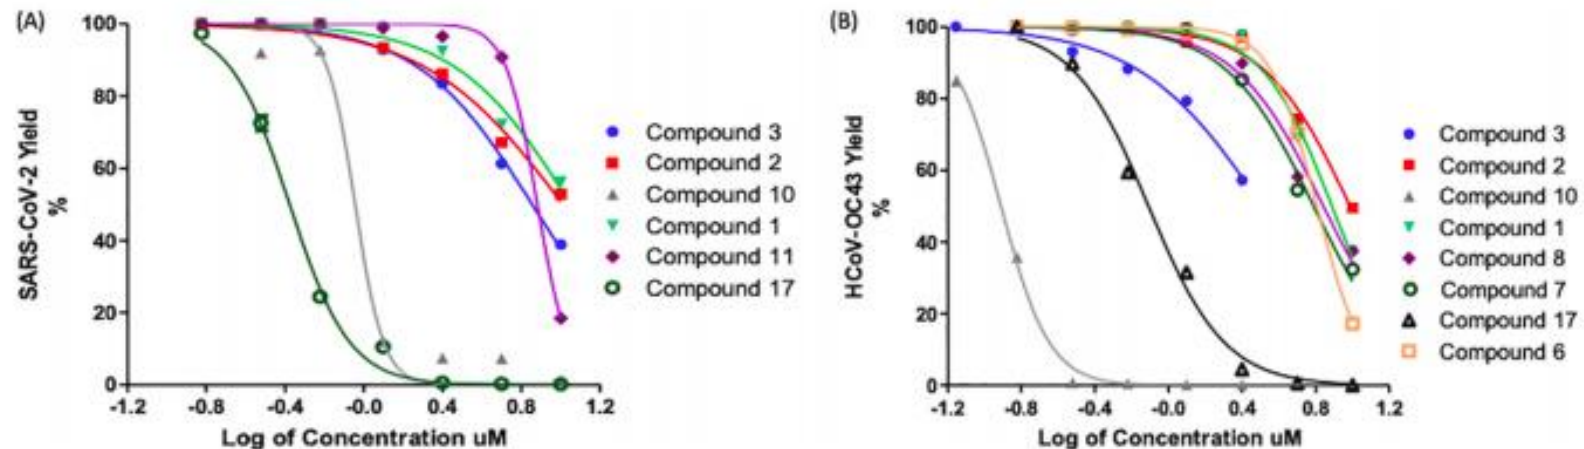 (A)
SARS-CoV-2 Yield
%
100
80
60
40
20
0
-1.2 -0.8 -0.4 -0.0 0.4 0.8 1.2
Log of Concentration uM
Compound 3
Compound 2
Compound 10
Compound 1
Compound 11
Compound 17
(B)
HCoV-OC43 Yield
%
100
80
60
40
20
0
-1.2 -0.8 -0.4 -0.0 0.4 0.8 1.2
Log of Concentration uM
Compound 3
Compound 2
Compound 10
Compound 1
Compound 8
Compound 7
Compound 17
Compound 6